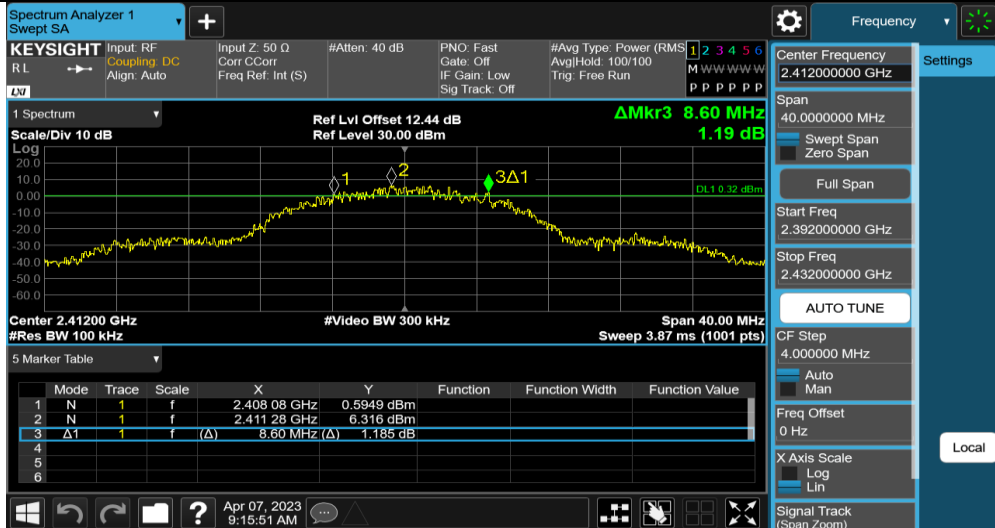 Spectrum Analyzer 1
Swept SA
+
Frequency
KEYSIGHT
R L
LXI
Input: RF
Coupling: DC
Align: Auto
Input Z: 50 Ω
Corr CCorr
Freq Ref: Int (S)
#Atten: 40 dB
PNO: Fast
Gate: Off
IF Gain: Low
Sig Track: Off
#Avg Type: Power (RMS
Avg|Hold: 100/100
Trig: Free Run
1 2 3 4 5 6
M W W W W W
P P P P P P
1 Spectrum
Scale/Div 10 dB
Log
Ref Lvl Offset 12.44 dB
Ref Level 30.00 dBm
ΔMkr3 8.60 MHz
1.19 dB
20.0
10.0
0.00
-10.0
-20.0
-30.0
-40.0
-50.0
-60.0
1
2
3Δ1
DL1 0.32 dBm
Center 2.41200 GHz
#Video BW 300 kHz
Span 40.00 MHz
#Res BW 100 kHz
Sweep 3.87 ms (1001 pts)
5 Marker Table
Mode Trace Scale X Y Function Function Width Function Value
1 N 1 f 2.408 08 GHz 0.5949 dBm
2 N 1 f 2.411 28 GHz 6.316 dBm
3 Δ1 1 f (Δ) 8.60 MHz (Δ) 1.185 dB
4
5
6
?
Apr 07, 2023
9:15:51 AM
Center Frequency
2.412000000 GHz
Span
40.0000000 MHz
Swept Span
Zero Span
Full Span
Start Freq
2.392000000 GHz
Stop Freq
2.432000000 GHz
AUTO TUNE
CF Step
4.000000 MHz
Auto
Man
Freq Offset
0 Hz
X Axis Scale
Log
Lin
Signal Track
(Span Zoom)
Settings
Local